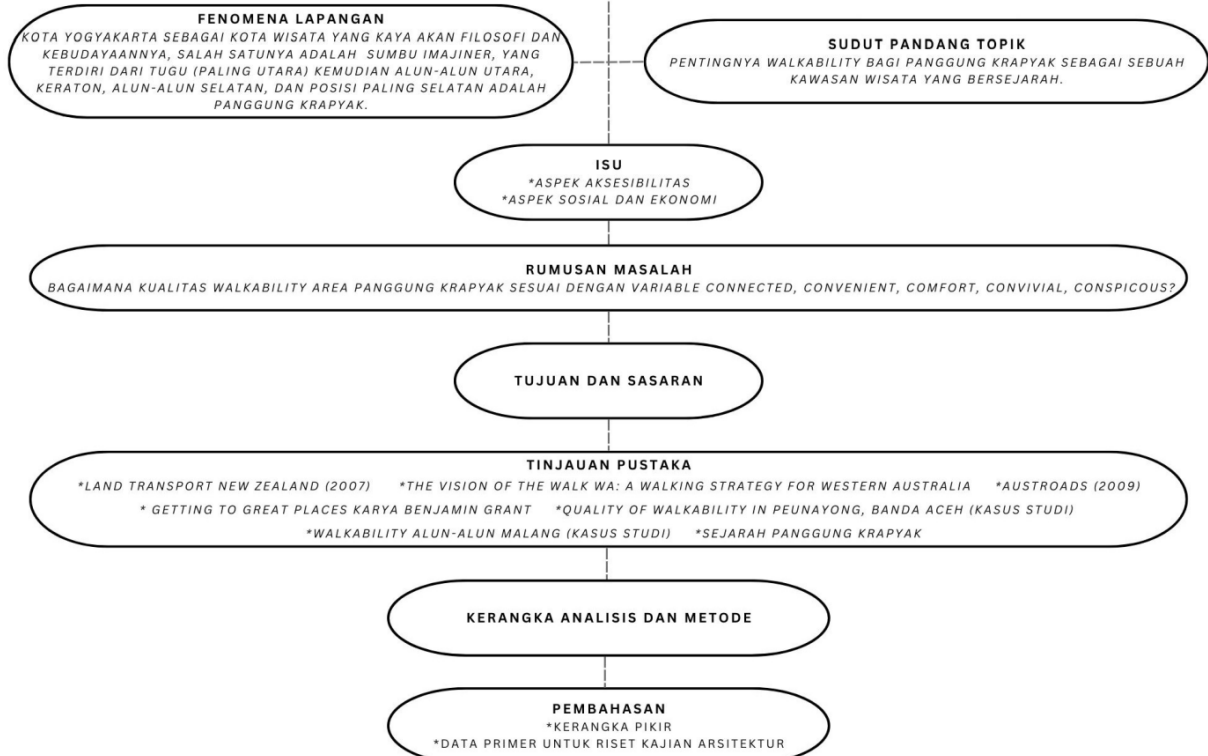 FENOMENA LAPANGAN
KOTA YOGYAKARTA SEBAGAI KOTA WISATA YANG KAYA AKAN FILOSOFI DAN
KEBUDAYAANNYA, SALAH SATUNYA ADALAH SUMBU IMAJINER, YANG
TERDIRI DARI TUGU (PALING UTARA) KEMUDIAN ALUN-ALUN UTARA,
KERATON, ALUN-ALUN SELATAN, DAN POSISI PALING SELATAN ADALAH
PANGGUNG KRAPYAK.
SUDUT PANDANG TOPIK
PENTINGNYA WALKABILITY BAGI PANGGUNG KRAPYAK SEBAGAI SEBUAH
KAWASAN WISATA YANG BERSEJARAH.
ISU
*ASPEK AKSESIBILITAS
*ASPEK SOSIAL DAN EKONOMI
RUMUSAN MASALAH
BAGAIMANA KUALITAS WALKABILITY AREA PANGGUNG KRAPYAK SESUAI DENGAN VARIABLE CONNECTED, CONVENIENT, COMFORT, CONVIVIAL, CONSPICOUS?
TUJUAN DAN SASARAN
TINJAUAN PUSTAKA
*LAND TRANSPORT NEW ZEALAND (2007) *THE VISION OF THE WALK WA: A WALKING STRATEGY FOR WESTERN AUSTRALIA *AUSTROADS (2009)
* GETTING TO GREAT PLACES KARYA BENJAMIN GRANT *QUALITY OF WALKABILITY IN PEUNAYONG, BANDA ACEH (KASUS STUDI)
*WALKABILITY ALUN-ALUN MALANG (KASUS STUDI) *SEJARAH PANGGUNG KRAPYAK
KERANGKA ANALISIS DAN METODE
PEMBAHASAN
*KERANGKA PIKIR
*DATA PRIMER UNTUK RISET KAJIAN ARSITEKTUR